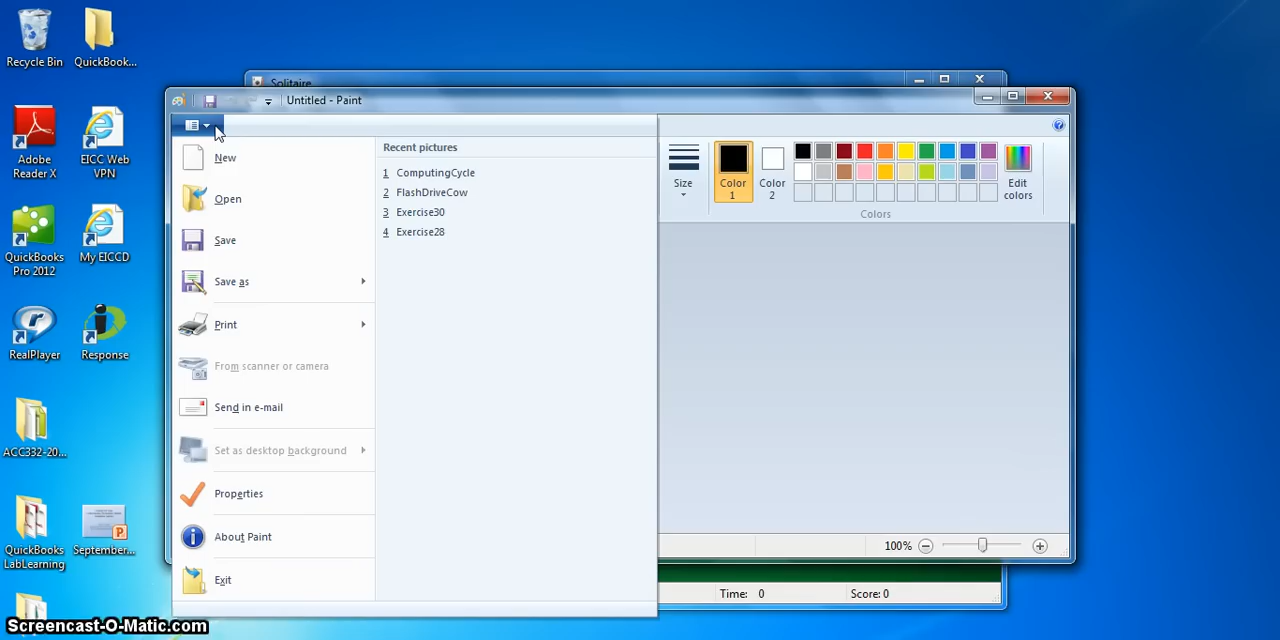 Recycle Bin
QuickBook...
Adobe
Reader X
EICC Web
VPN
QuickBooks
Pro 2012
My EICCD
RealPlayer
Response
ACC332-20...
QuickBooks
LabLearning
September...
Solitaire
Untitled - Paint
New
Open
Save
Save as
Print
From scanner or camera
Send in e-mail
Set as desktop background
Properties
About Paint
Exit
Recent pictures
1 ComputingCycle
2 FlashDriveCow
3 Exercise30
4 Exercise28
Size
Color
1
Color
2
Edit
colors
Colors
100%
Time: 0
Score: 0
Screencast-O-Matic.com